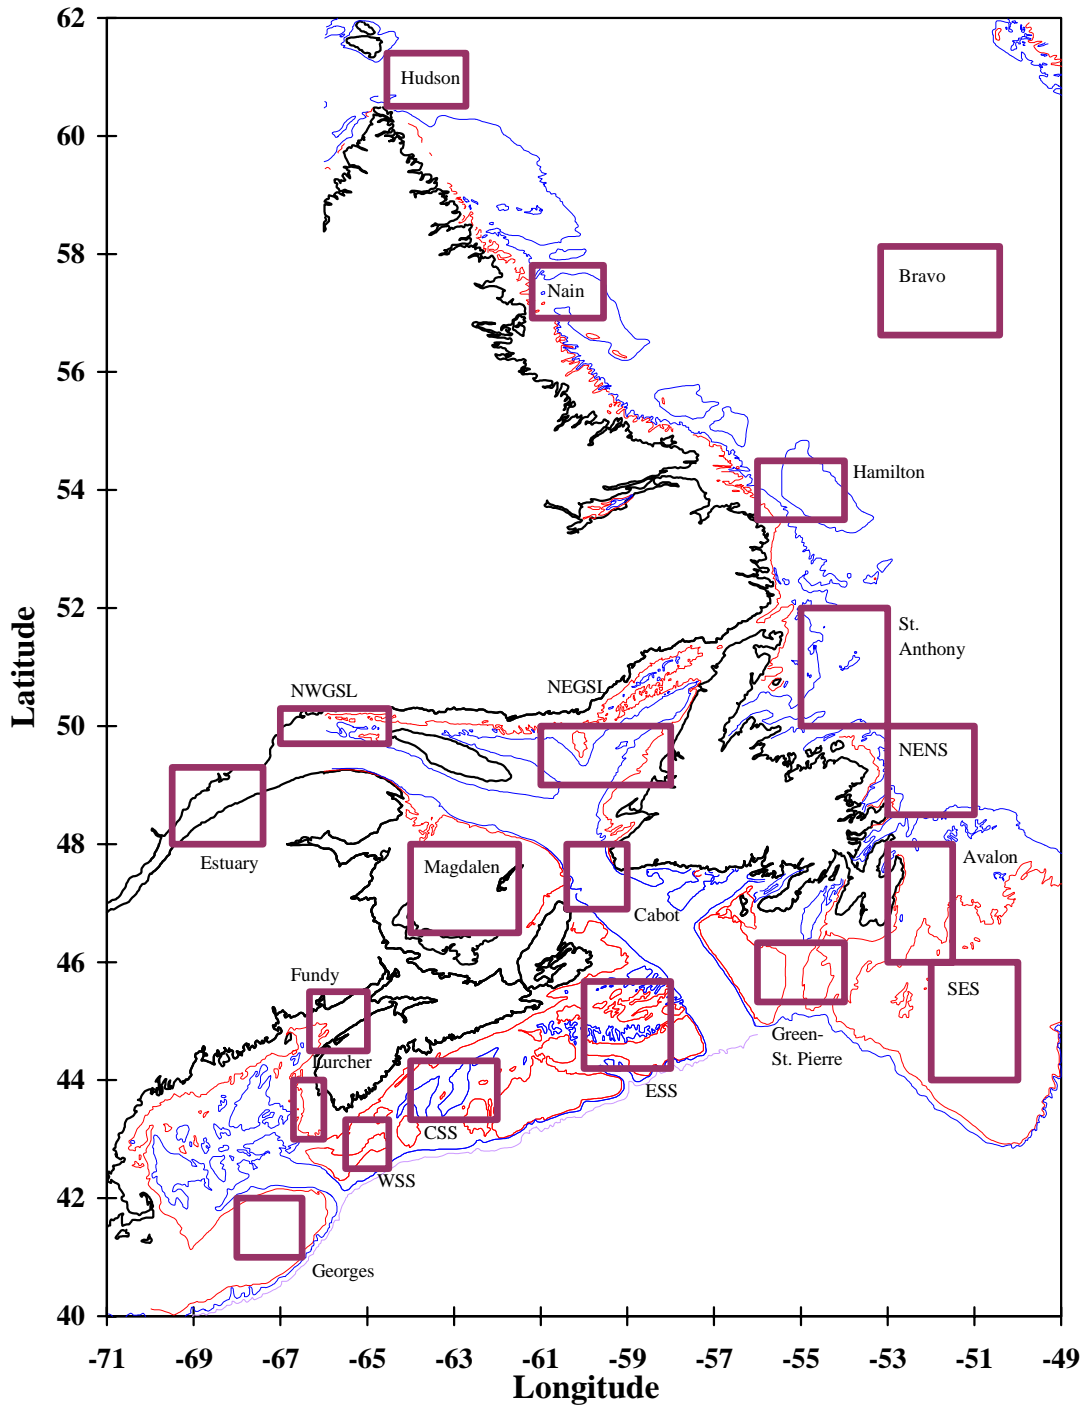 62
Hudson
60
58
Nain
Bravo
56
54
Hamilton
52
St.
Anthony
Latitude
NWGSL
NEGSL
50
NENS
48
Estuary
Magdalen
Avalon
Cabot
46
Fundy
SES
Lurcher
Green-
St. Pierre
44
ESS
CSS
WSS
42
Georges
40
-71
-69
-67
-65
-63
-61
-59
-57
-55
-53
-51
-49
Longitude